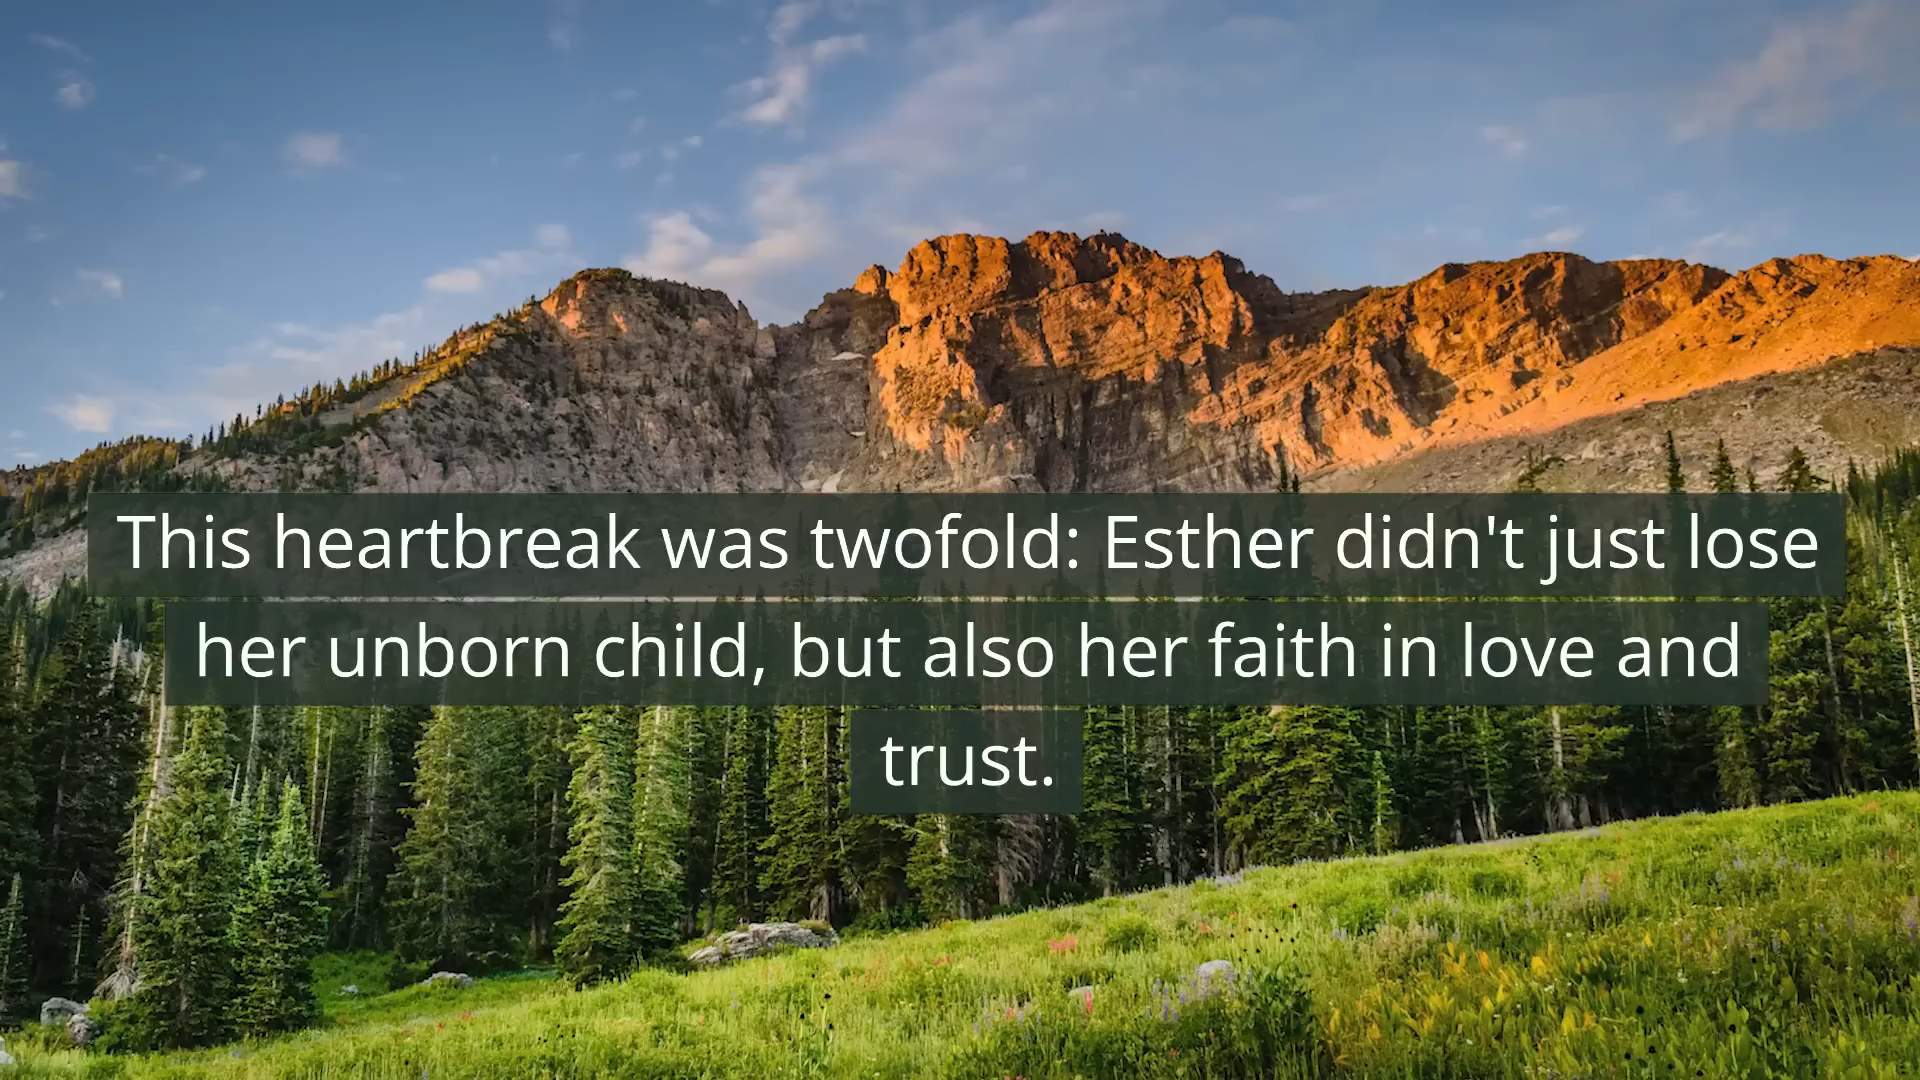 This heartbreak was twofold: Esther didn't just lose
her unborn child, but also her faith in love and
trust.